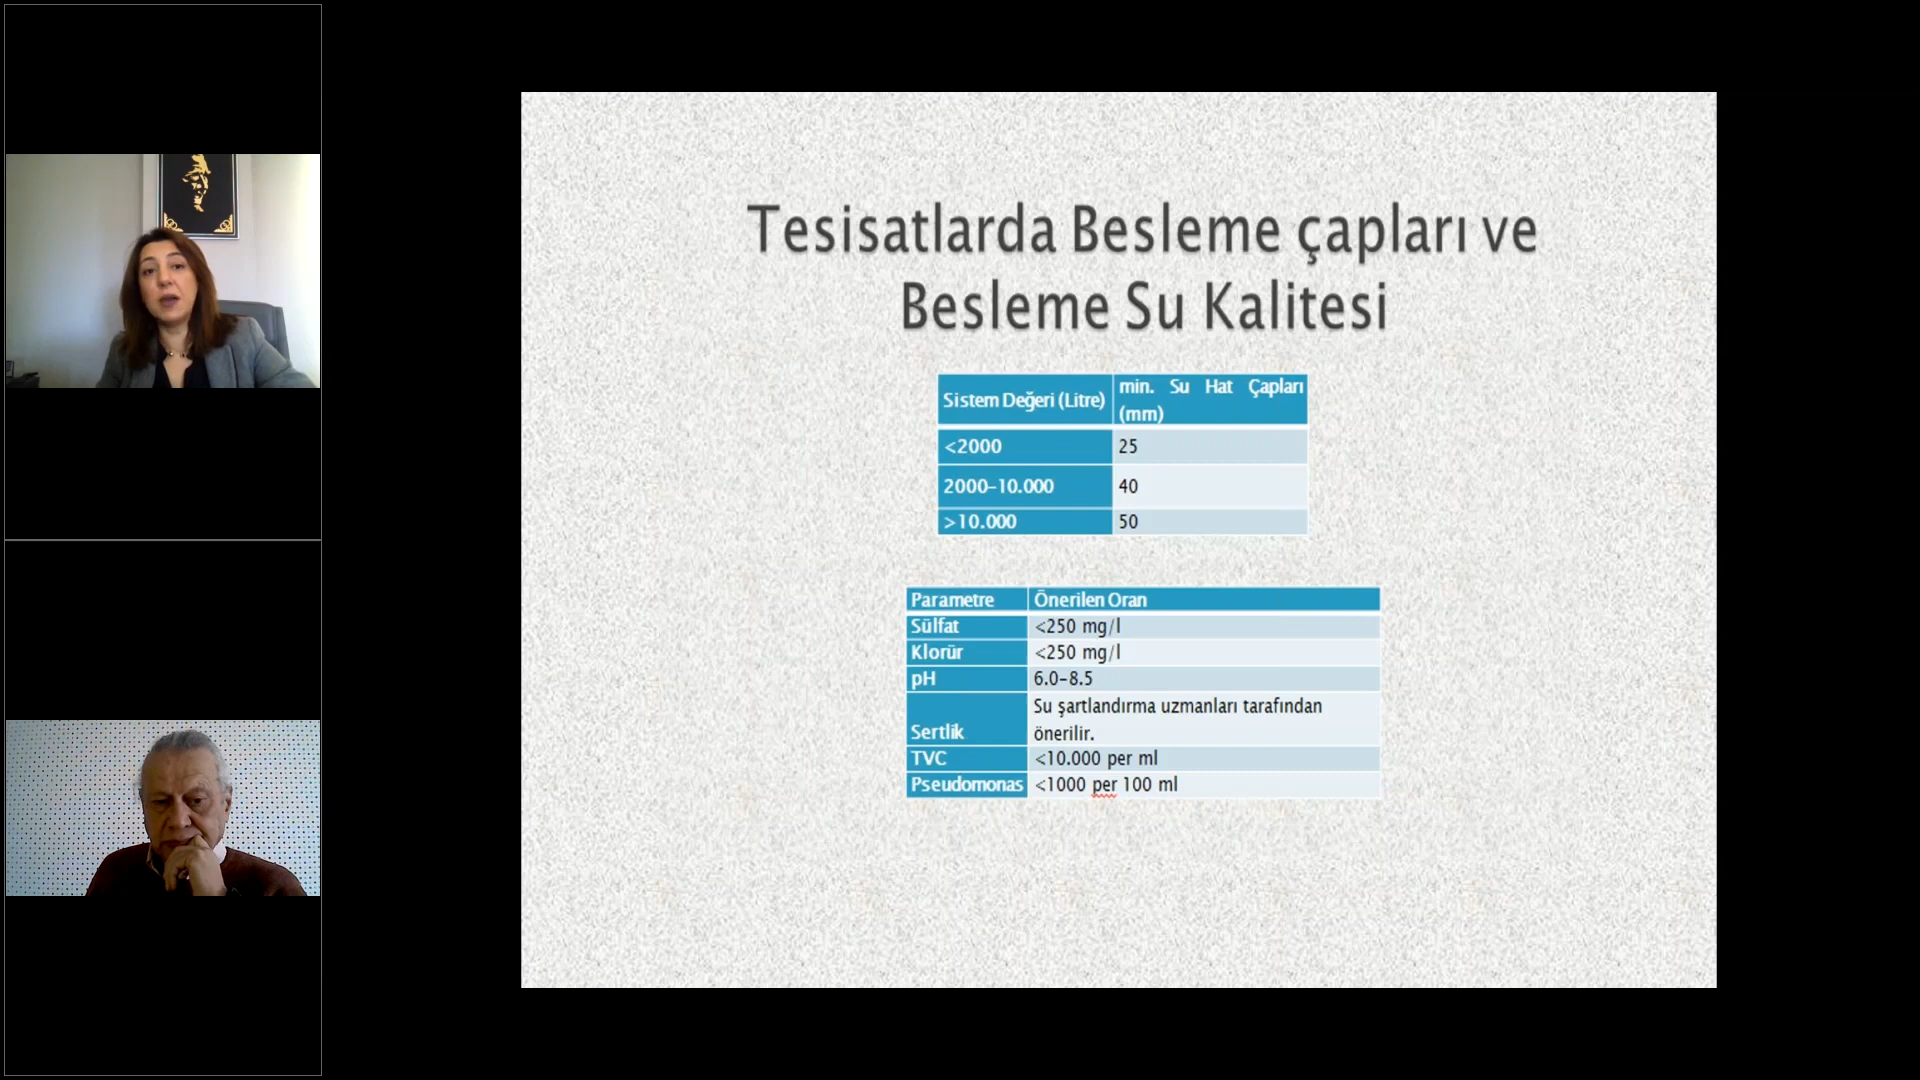 Tesisatlarda Besleme çapları ve
Besleme Su Kalitesi
Sistem Değeri (Litre) min. Su Hat Çapları
(mm)
<2000 25
2000-10.000 40
>10.000 50
Parametre Önerilen Oran
Sülfat <250 mg/l
Klorür <250 mg/l
pH 6.0-8.5
Su şartlandırma uzmanları tarafından
Sertlik önerilir.
TVC <10.000 per ml
Pseudomonas <1000 per 100 ml